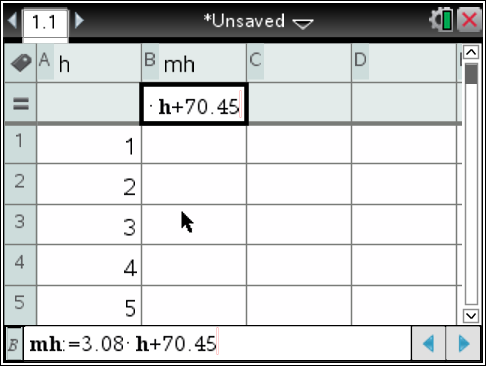 1.1 *Unsaved
A h B mh C D
= · h+70.45
1 1
2 2
3 3
4 4
5 5
B mh:=3.08· h+70.45